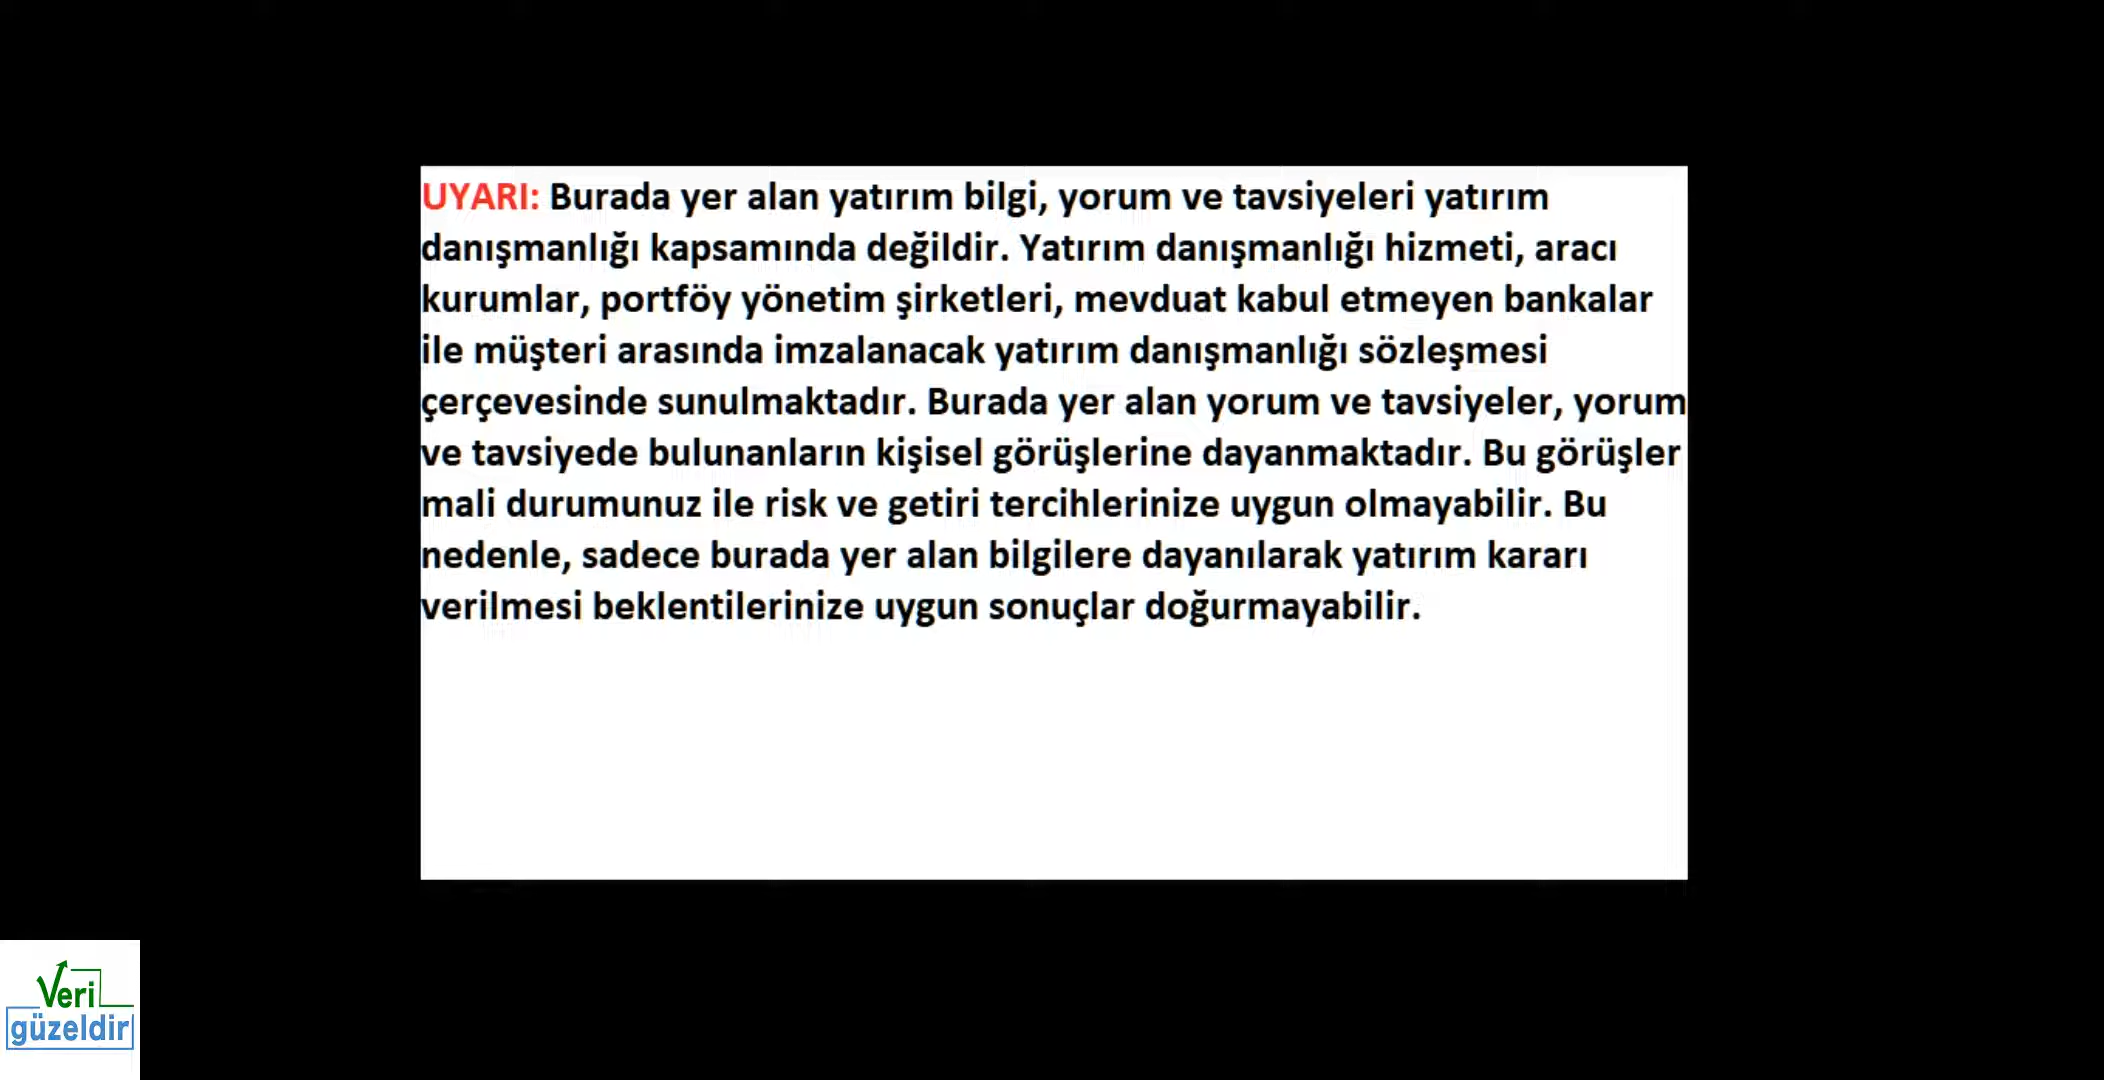 UYARI: Burada yer alan yatırım bilgi, yorum ve tavsiyeleri yatırım
danışmanlığı kapsamında değildir. Yatırım danışmanlığı hizmeti, aracı
kurumlar, portföy yönetim şirketleri, mevduat kabul etmeyen bankalar
ile müşteri arasında imzalanacak yatırım danışmanlığı sözleşmesi
çerçevesinde sunulmaktadır. Burada yer alan yorum ve tavsiyeler, yorum
ve tavsiyede bulunanların kişisel görüşlerine dayanmaktadır. Bu görüşler
mali durumunuz ile risk ve getiri tercihlerinize uygun olmayabilir. Bu
nedenle, sadece burada yer alan bilgilere dayanılarak yatırım kararı
verilmesi beklentilerinize uygun sonuçlar doğurmayabilir.
Veri
güzeldir